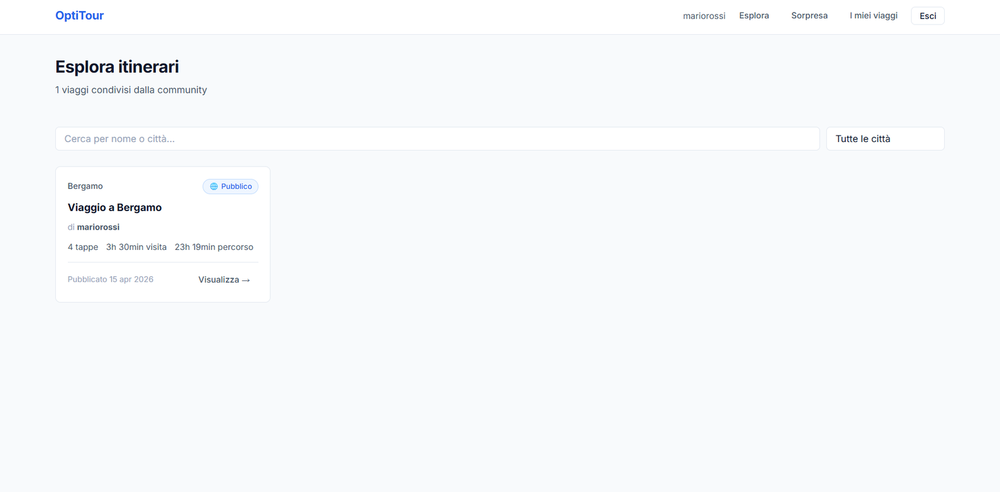 OptiTour
mariorossi Esplora Sorpresa I miei viaggi Esci
Esplora itinerari
1 viaggi condivisi dalla community
Cerca per nome o città...
Tutte le città
Bergamo
Pubblico
Viaggio a Bergamo
di mariorossi
4 tappe 3h 30min visita 23h 19min percorso
Pubblicato 15 apr 2026
Visualizza →